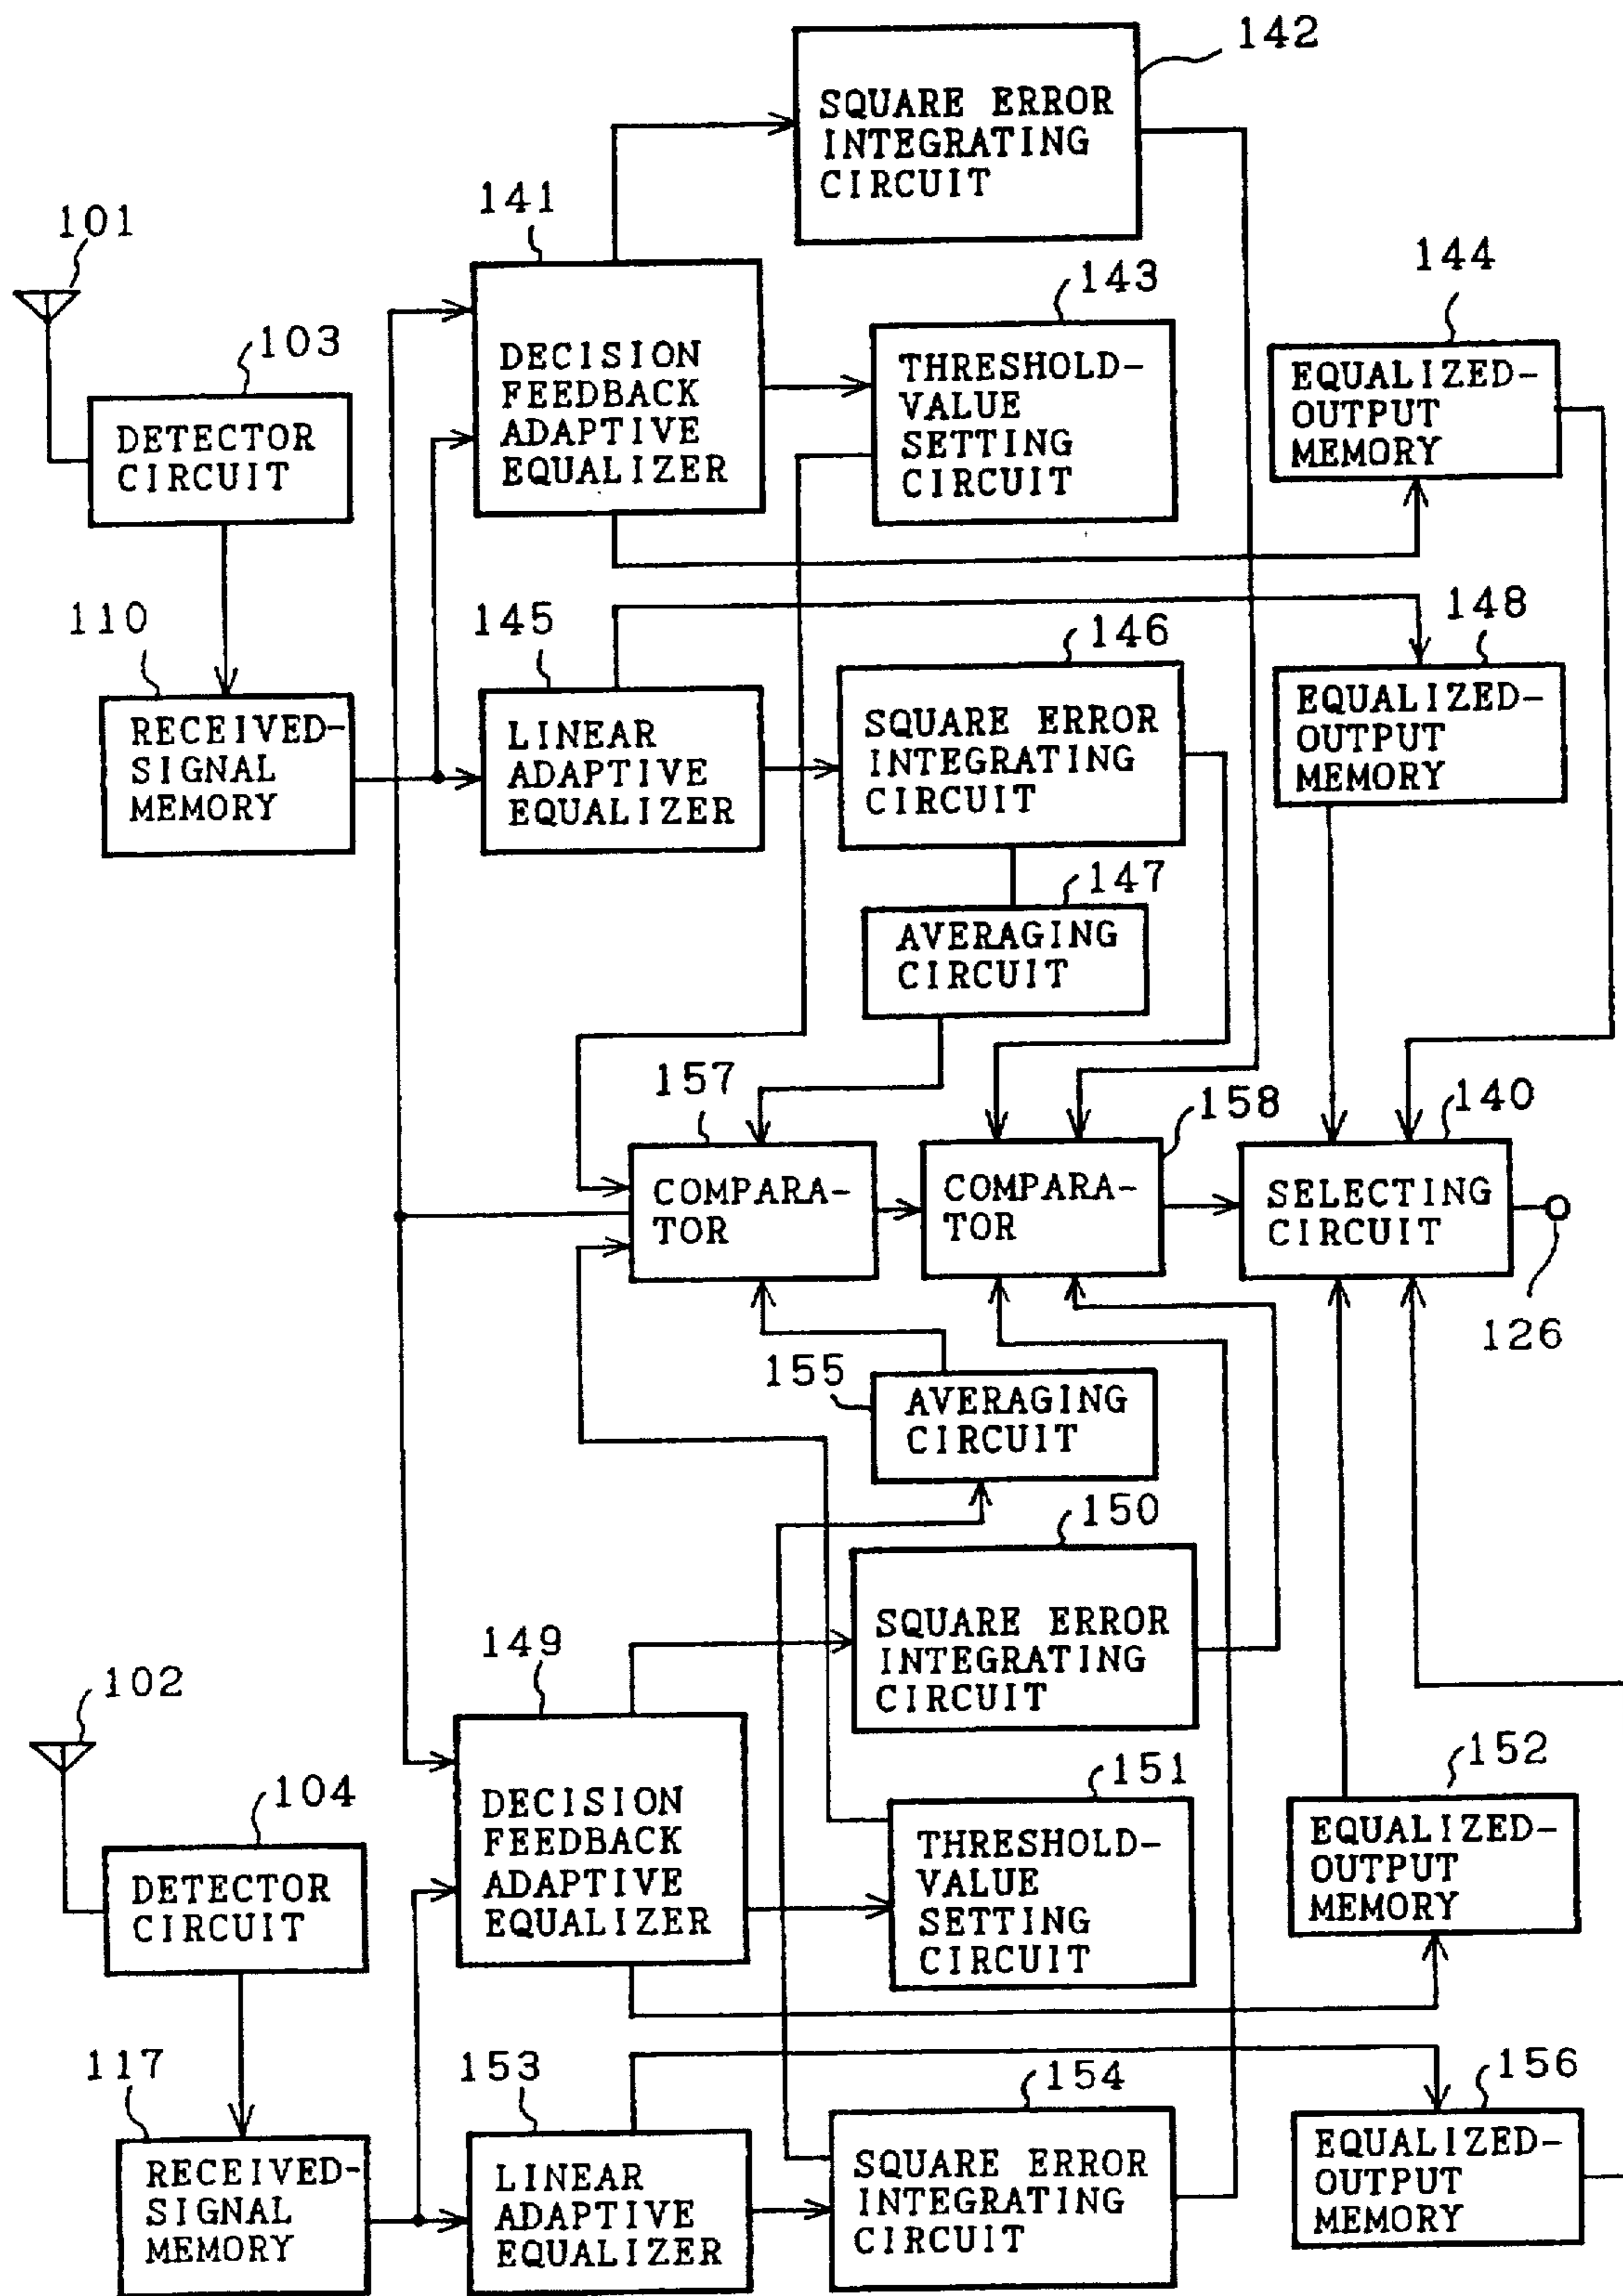 142
SQUARE ERROR
INTEGRATING
CIRCUIT
141
101
DECISION
FEEDBACK
ADAPTIVE
EQUALIZER
143
THRESHOLD-
VALUE
SETTING
CIRCUIT
144
EQUALIZED-
OUTPUT
MEMORY
103
DETECTOR
CIRCUIT
110
RECEIVED-
SIGNAL
MEMORY
145
LINEAR
ADAPTIVE
EQUALIZER
146
SQUARE ERROR
INTEGRATING
CIRCUIT
148
EQUALIZED-
OUTPUT
MEMORY
147
AVERAGING
CIRCUIT
157
COMPARA-
TOR
158
COMPARA-
TOR
140
SELECTING
CIRCUIT
126
155
AVERAGING
CIRCUIT
150
SQUARE ERROR
INTEGRATING
CIRCUIT
149
DECISION
FEEDBACK
ADAPTIVE
EQUALIZER
102
104
DETECTOR
CIRCUIT
151
THRESHOLD-
VALUE
SETTING
CIRCUIT
152
EQUALIZED-
OUTPUT
MEMORY
117
RECEIVED-
SIGNAL
MEMORY
153
LINEAR
ADAPTIVE
EQUALIZER
154
SQUARE ERROR
INTEGRATING
CIRCUIT
156
EQUALIZED-
OUTPUT
MEMORY